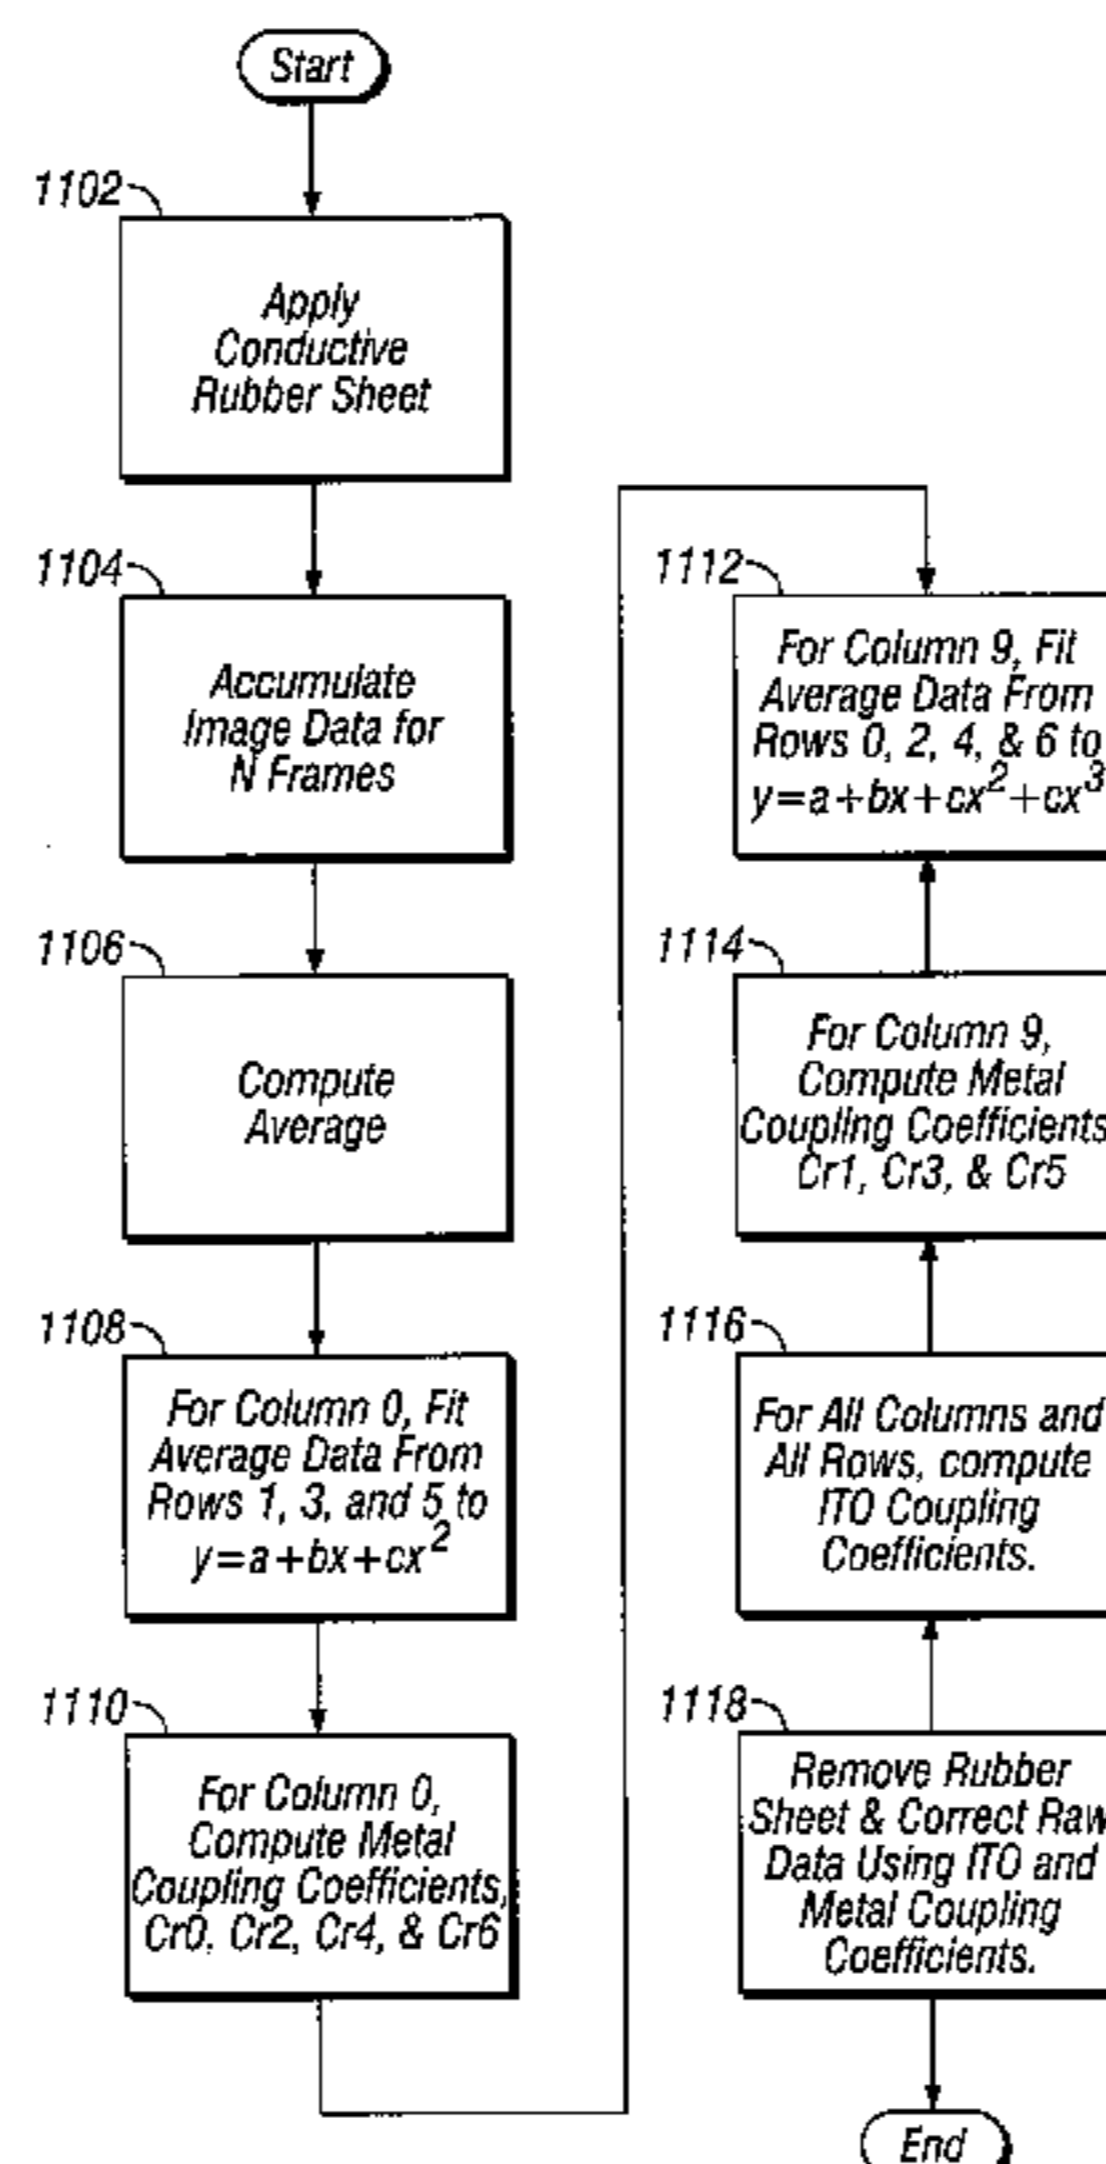 Start
1102
Apply
Conductive
Rubber Sheet
1104
Accumulate
Image Data for
N Frames
1106
Compute
Average
1108
For Column 0, Fit
Average Data From
Rows 1, 3, and 5 to
y=a+bx+cx²
1110
For Column 0,
Compute Metal
Coupling Coefficients,
Cr0, Cr2, Cr4, & Cr6
1112
For Column 9, Fit
Average Data From
Rows 0, 2, 4, & 6 to
y=a+bx+cx²+cx³
1114
For Column 9,
Compute Metal
Coupling Coefficients
Cr1, Cr3, & Cr5
1116
For All Columns and
All Rows, compute
ITO Coupling
Coefficients.
1118
Remove Rubber
Sheet & Correct Raw
Data Using ITO and
Metal Coupling
Coefficients.
End